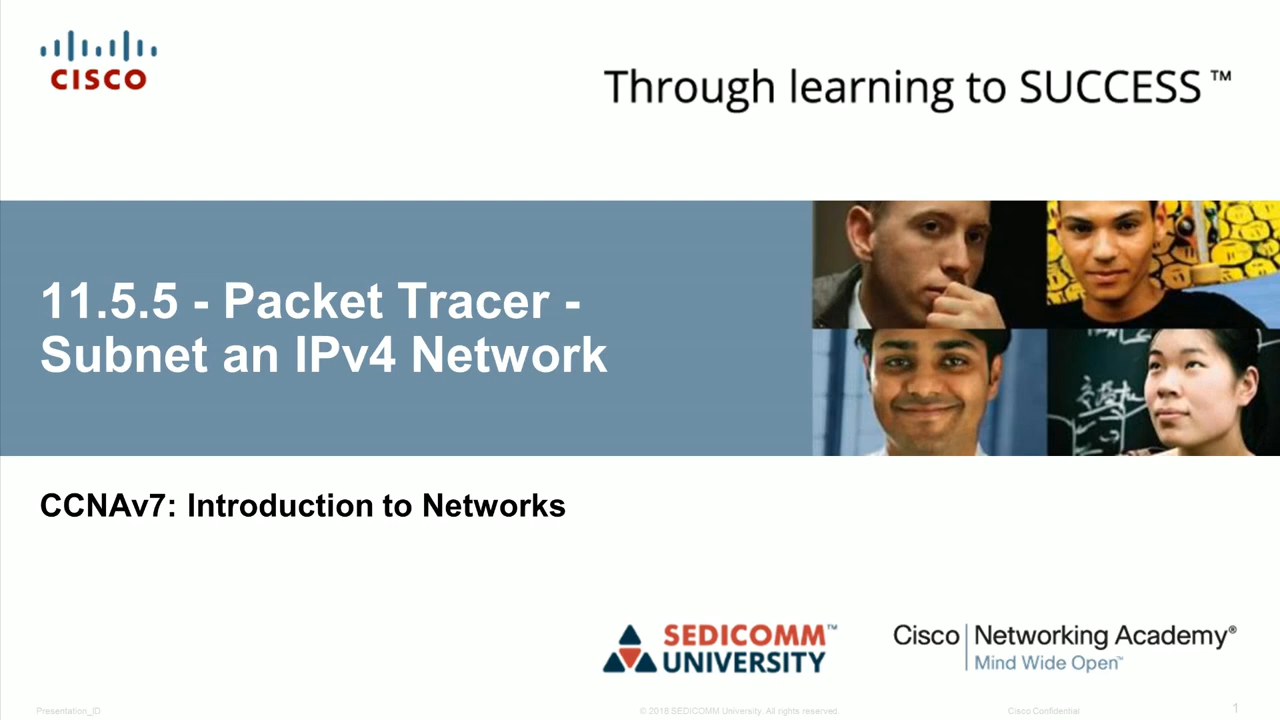 CISCO
Through learning to SUCCESS™
11.5.5 - Packet Tracer -
Subnet an IPv4 Network
CCNAv7: Introduction to Networks
SEDICOMM™
UNIVERSITY
Cisco Networking Academy®
Mind Wide Open™
Presentation_ID
© 2018 SEDICOMM University. All rights reserved.
Cisco Confidential
1